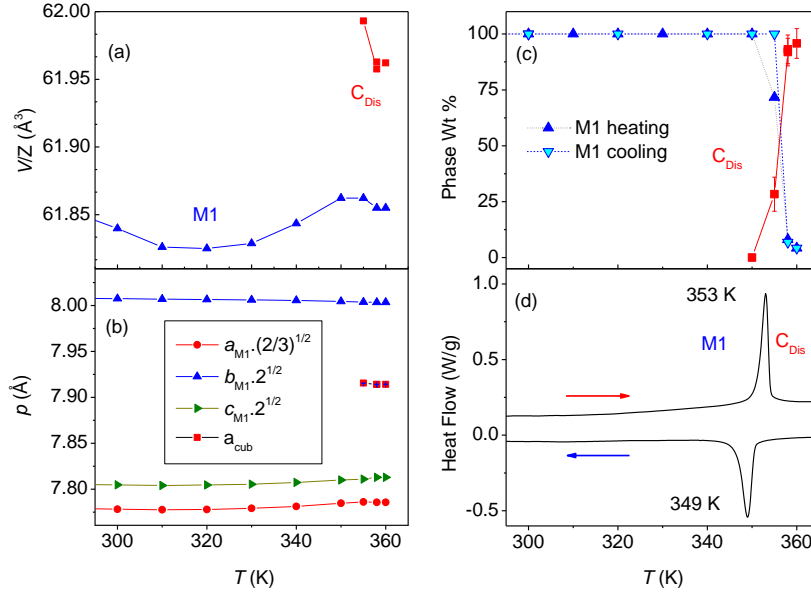 62.00
61.95
61.90
61.85
V/Z (Å³)
(a)
C_Dis
M1
8.00
7.95
7.90
7.85
7.80
p (Å)
(b)
a_M1.(2/3)^1/2
b_M1.2^1/2
c_M1.2^1/2
a_cub
300 320 340 360
T (K)
100
75
50
25
0
Phase Wt %
(c)
M1 heating
M1 cooling
C_Dis
1.0
0.5
0.0
-0.5
Heat Flow (W/g)
(d)
353 K
M1
C_Dis
349 K
300 320 340 360
T (K)